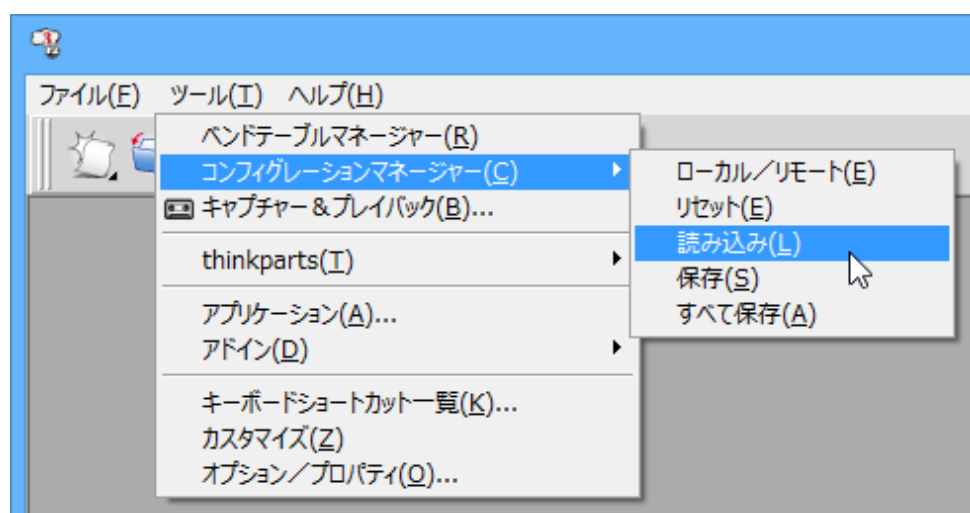 ファイル(F) ツール(T) ヘルプ(H)
ベンドテーブルマネージャー(R)
コンフィグレーションマネージャー(C)
キャプチャー＆プレイバック(B)...
thinkparts(T)
アプリケーション(A)...
アドイン(D)
キーボードショートカット一覧(K)...
カスタマイズ(Z)
オプション／プロパティ(O)...
ローカル／リモート(E)
リセット(E)
読み込み(L)
保存(S)
すべて保存(A)